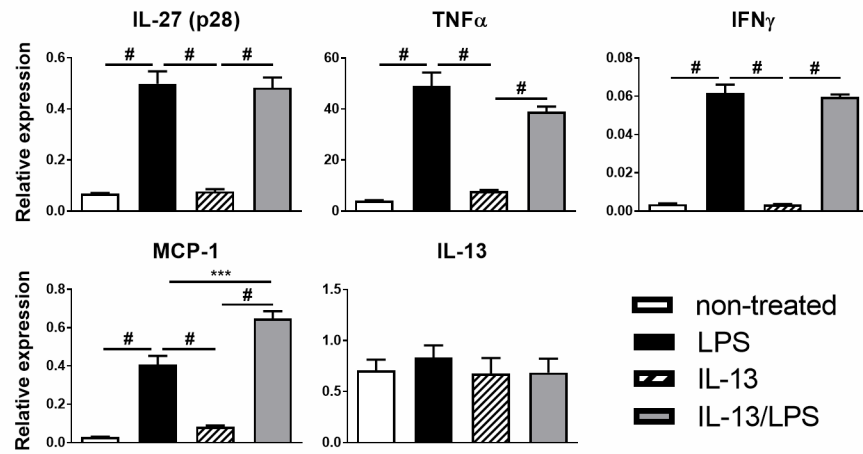 IL-27 (p28)
TNFα
IFNγ
Relative expression
0.6
0.4
0.2
0.0
# # #
60
40
20
0
# # #
0.08
0.06
0.04
0.02
0.00
# # #
MCP-1
IL-13
Relative expression
0.8
0.6
0.4
0.2
0.0
***
#
# #
1.5
1.0
0.5
0.0
non-treated
LPS
IL-13
IL-13/LPS